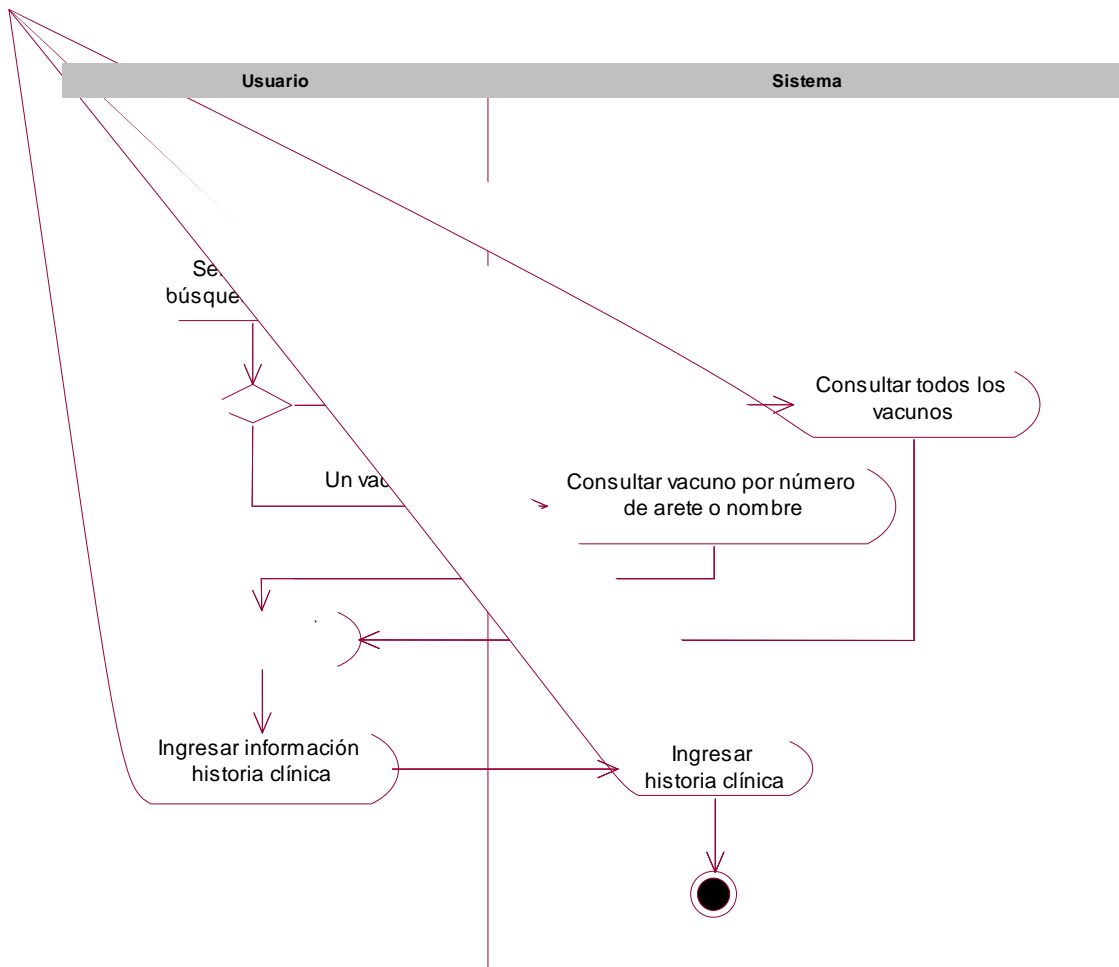 Usuario
Sistema
Consultar todos los
vacunos
Un
Consultar vacuno por número
de arete o nombre
Ingresar información
historia clínica
Ingresar
historia clínica